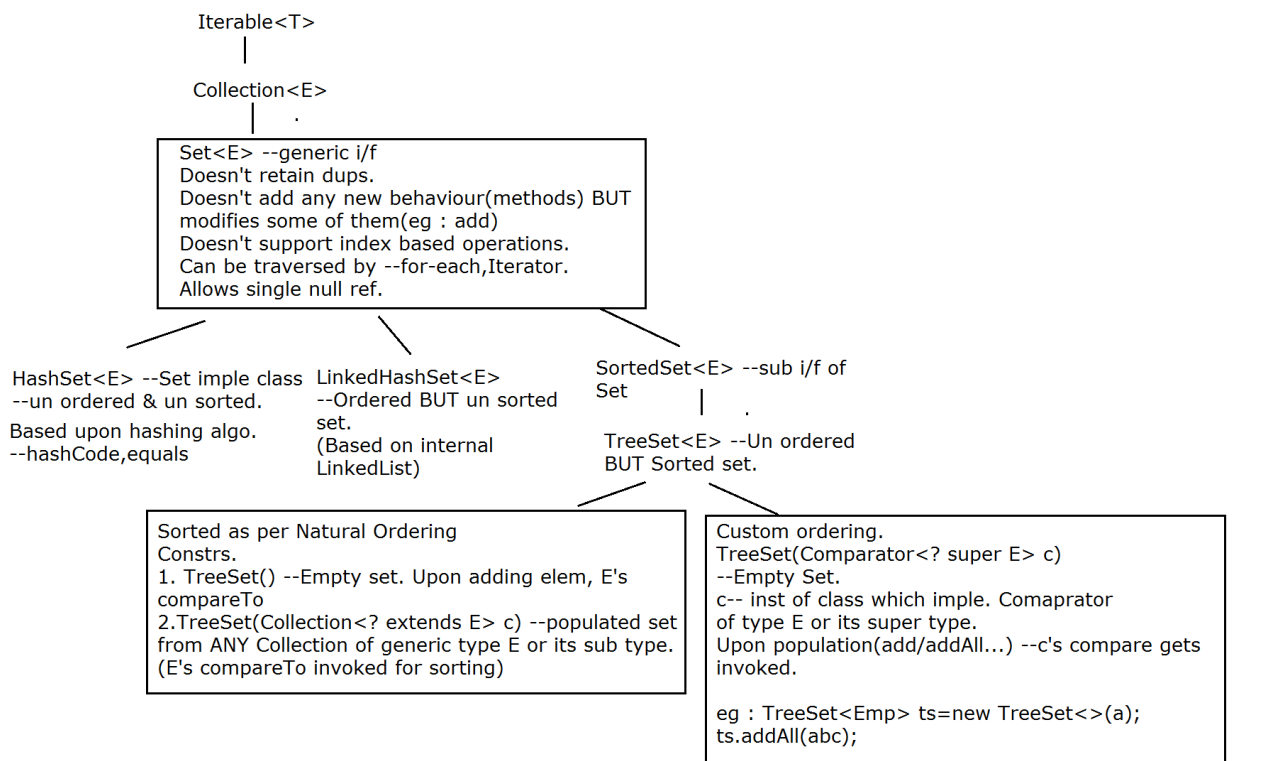 Iterable<T>
Collection<E>
Set<E> --generic i/f
Doesn't retain dups.
Doesn't add any new behaviour(methods) BUT
modifies some of them(eg : add)
Doesn't support index based operations.
Can be traversed by --for-each,Iterator.
Allows single null ref.
HashSet<E> --Set imple class
--un ordered & un sorted.
Based upon hashing algo.
--hashCode,equals
LinkedHashSet<E>
--Ordered BUT un sorted
set.
(Based on internal
LinkedList)
SortedSet<E> --sub i/f of
Set
TreeSet<E> --Un ordered
BUT Sorted set.
Sorted as per Natural Ordering
Constrs.
1. TreeSet() --Empty set. Upon adding elem, E's
compareTo
2.TreeSet(Collection<? extends E> c) --populated set
from ANY Collection of generic type E or its sub type.
(E's compareTo invoked for sorting)
Custom ordering.
TreeSet(Comparator<? super E> c)
--Empty Set.
c-- inst of class which imple. Comaprator
of type E or its super type.
Upon population(add/addAll...) --c's compare gets
invoked.
eg : TreeSet<Emp> ts=new TreeSet<>(a);
ts.addAll(abc);